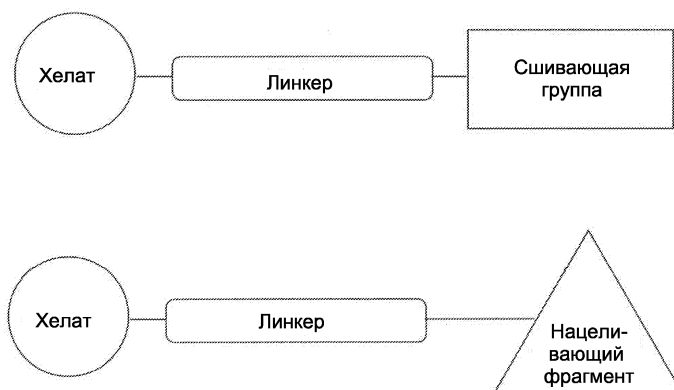 Хелат
Линкер
Сшивающая
группа
Хелат
Линкер
Нацели-
вающий
фрагмент